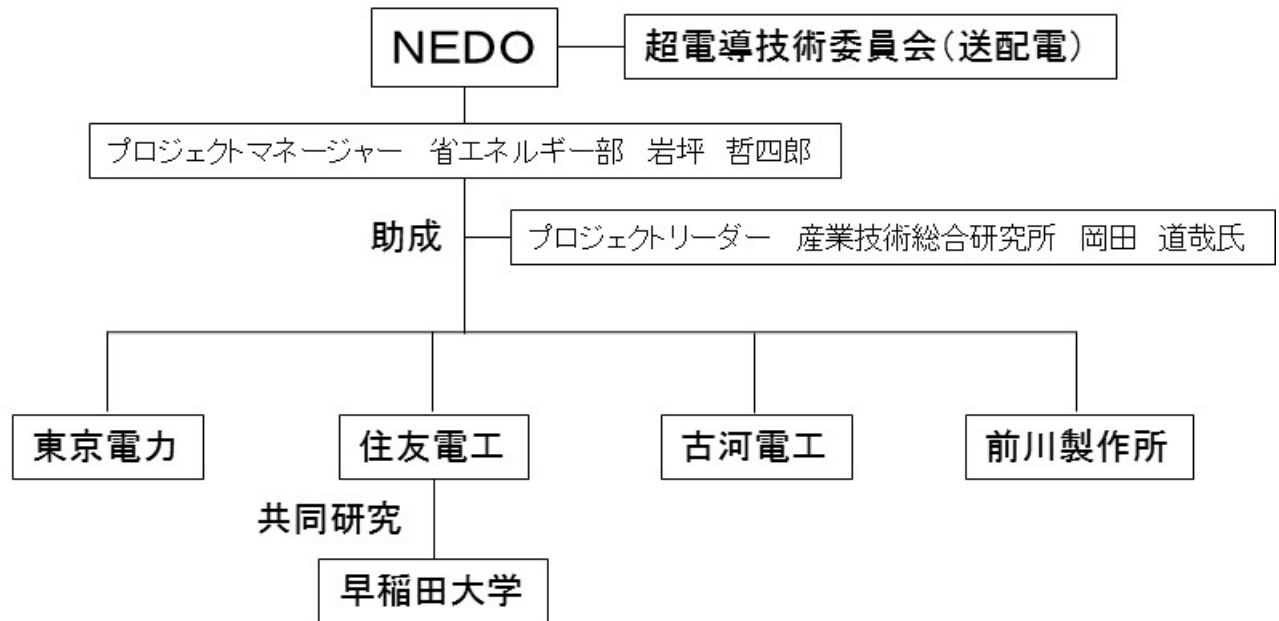 NEDO
超電導技術委員会(送配電)
プロジェクトマネージャー 省エネルギー部 岩坪 哲四郎
助成
プロジェクトリーダー 産業技術総合研究所 岡田 道哉氏
東京電力
住友電工
古河電工
前川製作所
共同研究
早稲田大学